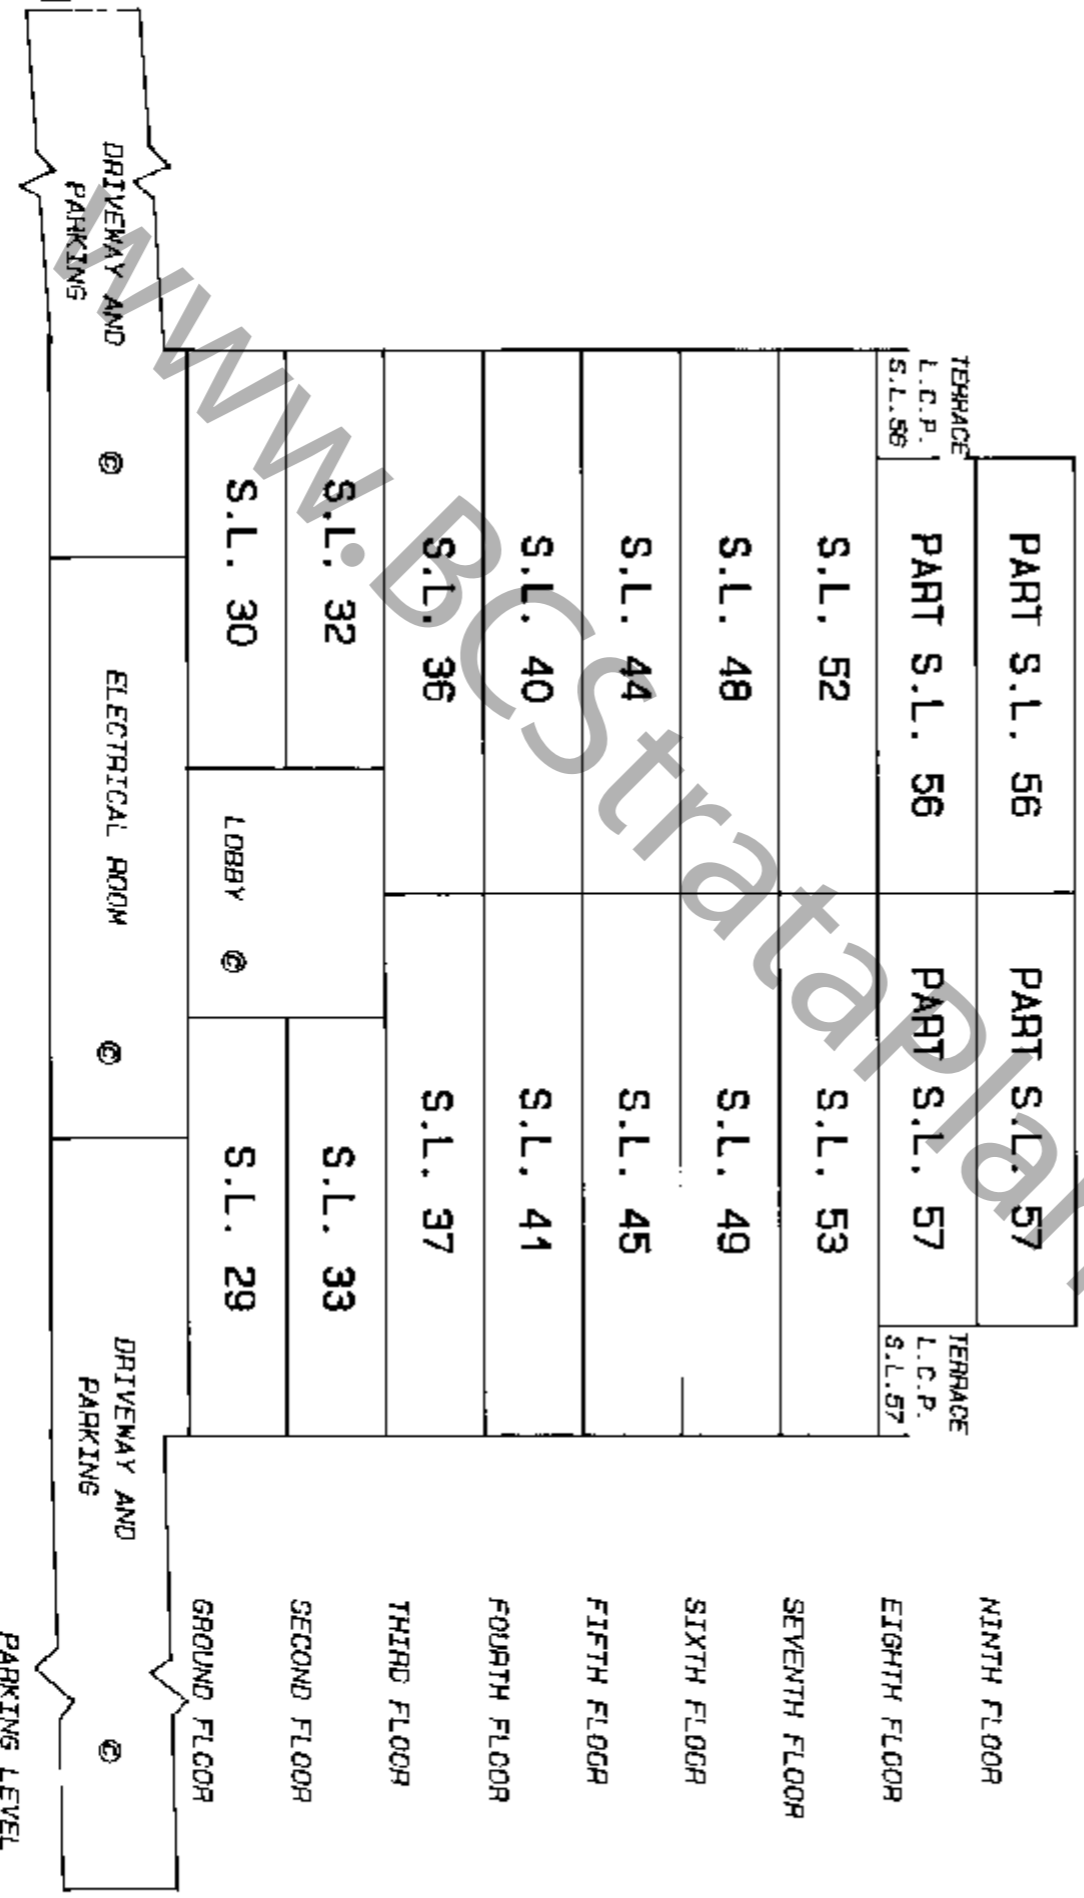 NINTH FLOOR
PART S.L. 56
PART S.L. 57
EIGHTH FLOOR
TERRACE
L.C.P.
S.L.56
PART S.L. 56
PART S.L. 57
TERRACE
L.C.P.
S.L.57
SEVENTH FLOOR
S.L. 52
S.L. 53
SIXTH FLOOR
S.L. 48
S.L. 49
FIFTH FLOOR
S.L. 44
S.L. 45
FOURTH FLOOR
S.L. 40
S.L. 41
THIRD FLOOR
S.L. 36
S.L. 37
SECOND FLOOR
S.L. 32
S.L. 33
GROUND FLOOR
S.L. 30
LOBBY ©
S.L. 29
DRIVEWAY AND
PARKING
©
ELECTRICAL ROOM ©
DRIVEWAY AND
PARKING
©
PARKING LEVEL
www.BCStrataPlan